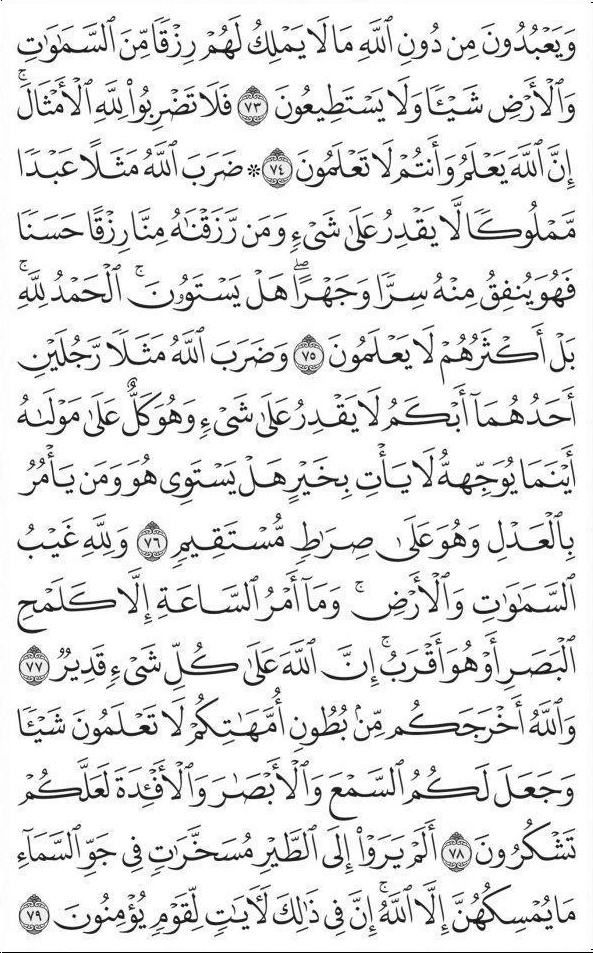 وَيَعۡبُدُونَ مِن دُونِ ٱللَّهِ مَا لَا يَمۡلِكُ لَهُمۡ رِزۡقٗا مِّنَ ٱلسَّمَٰوَٰتِ
وَٱلۡأَرۡضِ شَيۡـٔٗا وَلَا يَسۡتَطِيعُونَ ٧٣ فَلَا تَضۡرِبُواْ لِلَّهِ ٱلۡأَمۡثَالَۚ
إِنَّ ٱللَّهَ يَعۡلَمُ وَأَنتُمۡ لَا تَعۡلَمُونَ ٧٤ * ضَرَبَ ٱللَّهُ مَثَلًا عَبۡدٗا
مَّمۡلُوكٗا لَّا يَقۡدِرُ عَلَىٰ شَيۡءٖ وَمَن رَّزَقۡنَٰهُ مِنَّا رِزۡقًا حَسَنٗا
فَهُوَ يُنفِقُ مِنۡهُ سِرّٗا وَجَهۡرًاۖ هَلۡ يَسۡتَوُۥنَۚ ٱلۡحَمۡدُ لِلَّهِۚ
بَلۡ أَكۡثَرُهُمۡ لَا يَعۡلَمُونَ ٧٥ وَضَرَبَ ٱللَّهُ مَثَلٗا رَّجُلَيۡنِ
أَحَدُهُمَآ أَبۡكَمُ لَا يَقۡدِرُ عَلَىٰ شَيۡءٖ وَهُوَ كَلٌّ عَلَىٰ مَوۡلَىٰهُ
أَيۡنَمَا يُوَجِّههُّ لَا يَأۡتِ بِخَيۡرٍ هَلۡ يَسۡتَوِي هُوَ وَمَن يَأۡمُرُ
بِٱلۡعَدۡلِ وَهُوَ عَلَىٰ صِرَٰطٖ مُّسۡتَقِيمٖ ٧٦ وَلِلَّهِ غَيۡبُ
ٱلسَّمَٰوَٰتِ وَٱلۡأَرۡضِۚ وَمَآ أَمۡرُ ٱلسَّاعَةِ إِلَّا كَلَمۡحِ
ٱلۡبَصَرِ أَوۡ هُوَ أَقۡرَبُۚ إِنَّ ٱللَّهَ عَلَىٰ كُلِّ شَيۡءٖ قَدِيرٞ ٧٧
وَٱللَّهُ أَخۡرَجَكُم مِّنۢ بُطُونِ أُمَّهَٰتِكُمۡ لَا تَعۡلَمُونَ شَيۡـٔٗا
وَجَعَلَ لَكُمُ ٱلسَّمۡعَ وَٱلۡأَبۡصَٰرَ وَٱلۡأَفۡـِٔدَةَ لَعَلَّكُمۡ
تَشۡكُرُونَ ٧٨ أَلَمۡ يَرَوۡاْ إِلَى ٱلطَّيۡرِ مُسَخَّرَٰتٖ فِي جَوِّ ٱلسَّمَآءِ
مَا يُمۡسِكُهُنَّ إِلَّا ٱللَّهُۚ إِنَّ فِي ذَٰلِكَ لَأٓيَٰتٖ لِّقَوۡمٖ يُؤۡمِنُونَ ٧٩